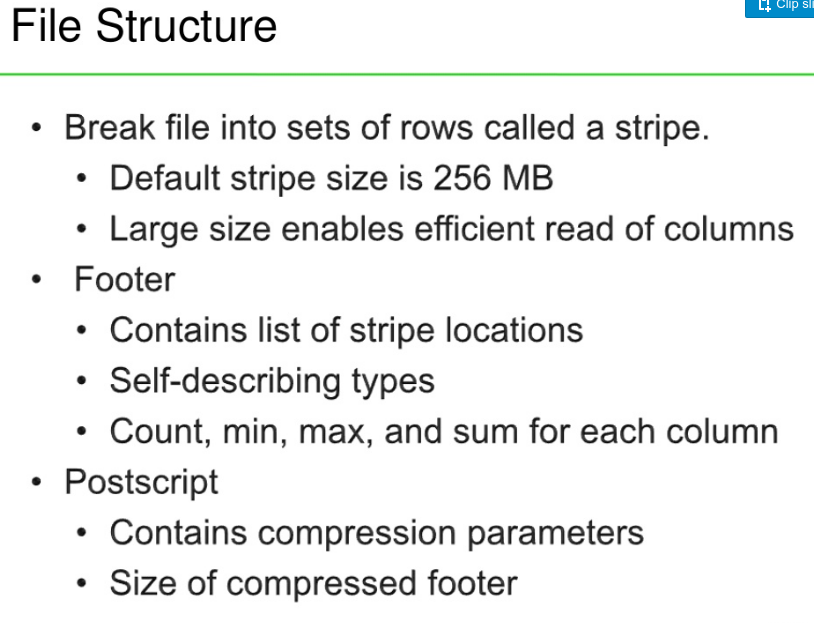 Clip sli
File Structure
• Break file into sets of rows called a stripe.
• Default stripe size is 256 MB
• Large size enables efficient read of columns
• Footer
• Contains list of stripe locations
• Self-describing types
• Count, min, max, and sum for each column
• Postscript
• Contains compression parameters
• Size of compressed footer